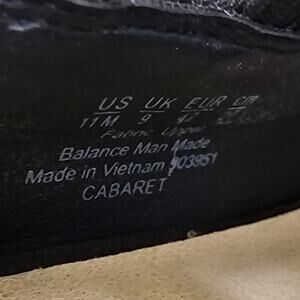 US UK EUR cm
11M 9 42
Fabric Upper
Balance Man Made
Made in Vietnam 903951
CABARET